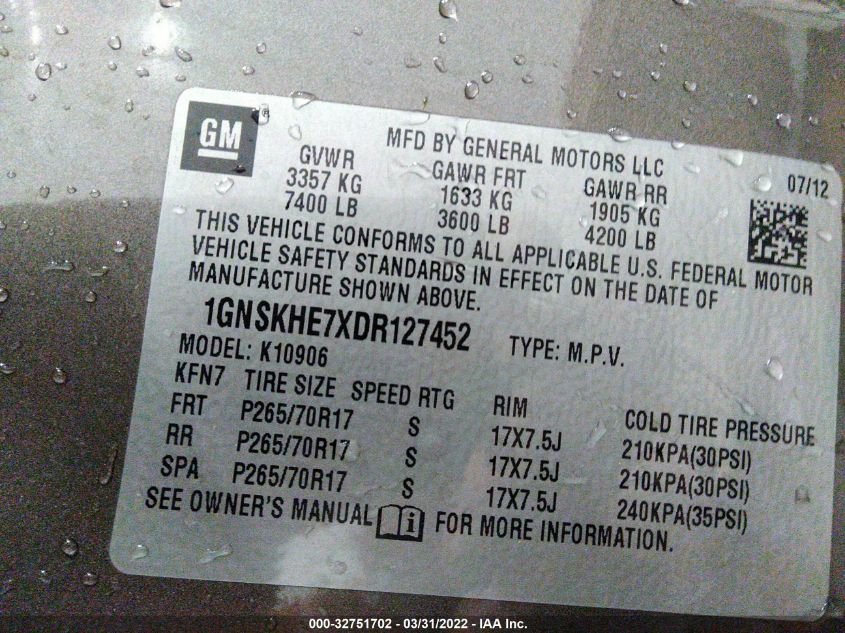 GM
MFD BY GENERAL MOTORS LLC
GVWR GAWR FRT GAWR RR 07/12
3357 KG 1633 KG 1905 KG
7400 LB 3600 LB 4200 LB
THIS VEHICLE CONFORMS TO ALL APPLICABLE U.S. FEDERAL MOTOR
VEHICLE SAFETY STANDARDS IN EFFECT ON THE DATE OF
MANUFACTURE SHOWN ABOVE.
1GNSKHE7XDR127452 TYPE: M.P.V.
MODEL: K10906
KFN7 TIRE SIZE SPEED RTG RIM COLD TIRE PRESSURE
FRT P265/70R17 S 17X7.5J 210KPA(30PSI)
RR P265/70R17 S 17X7.5J 210KPA(30PSI)
SPA P265/70R17 S 17X7.5J 240KPA(35PSI)
SEE OWNER'S MANUAL i FOR MORE INFORMATION.
000-32751702 - 03/31/2022 - IAA Inc.